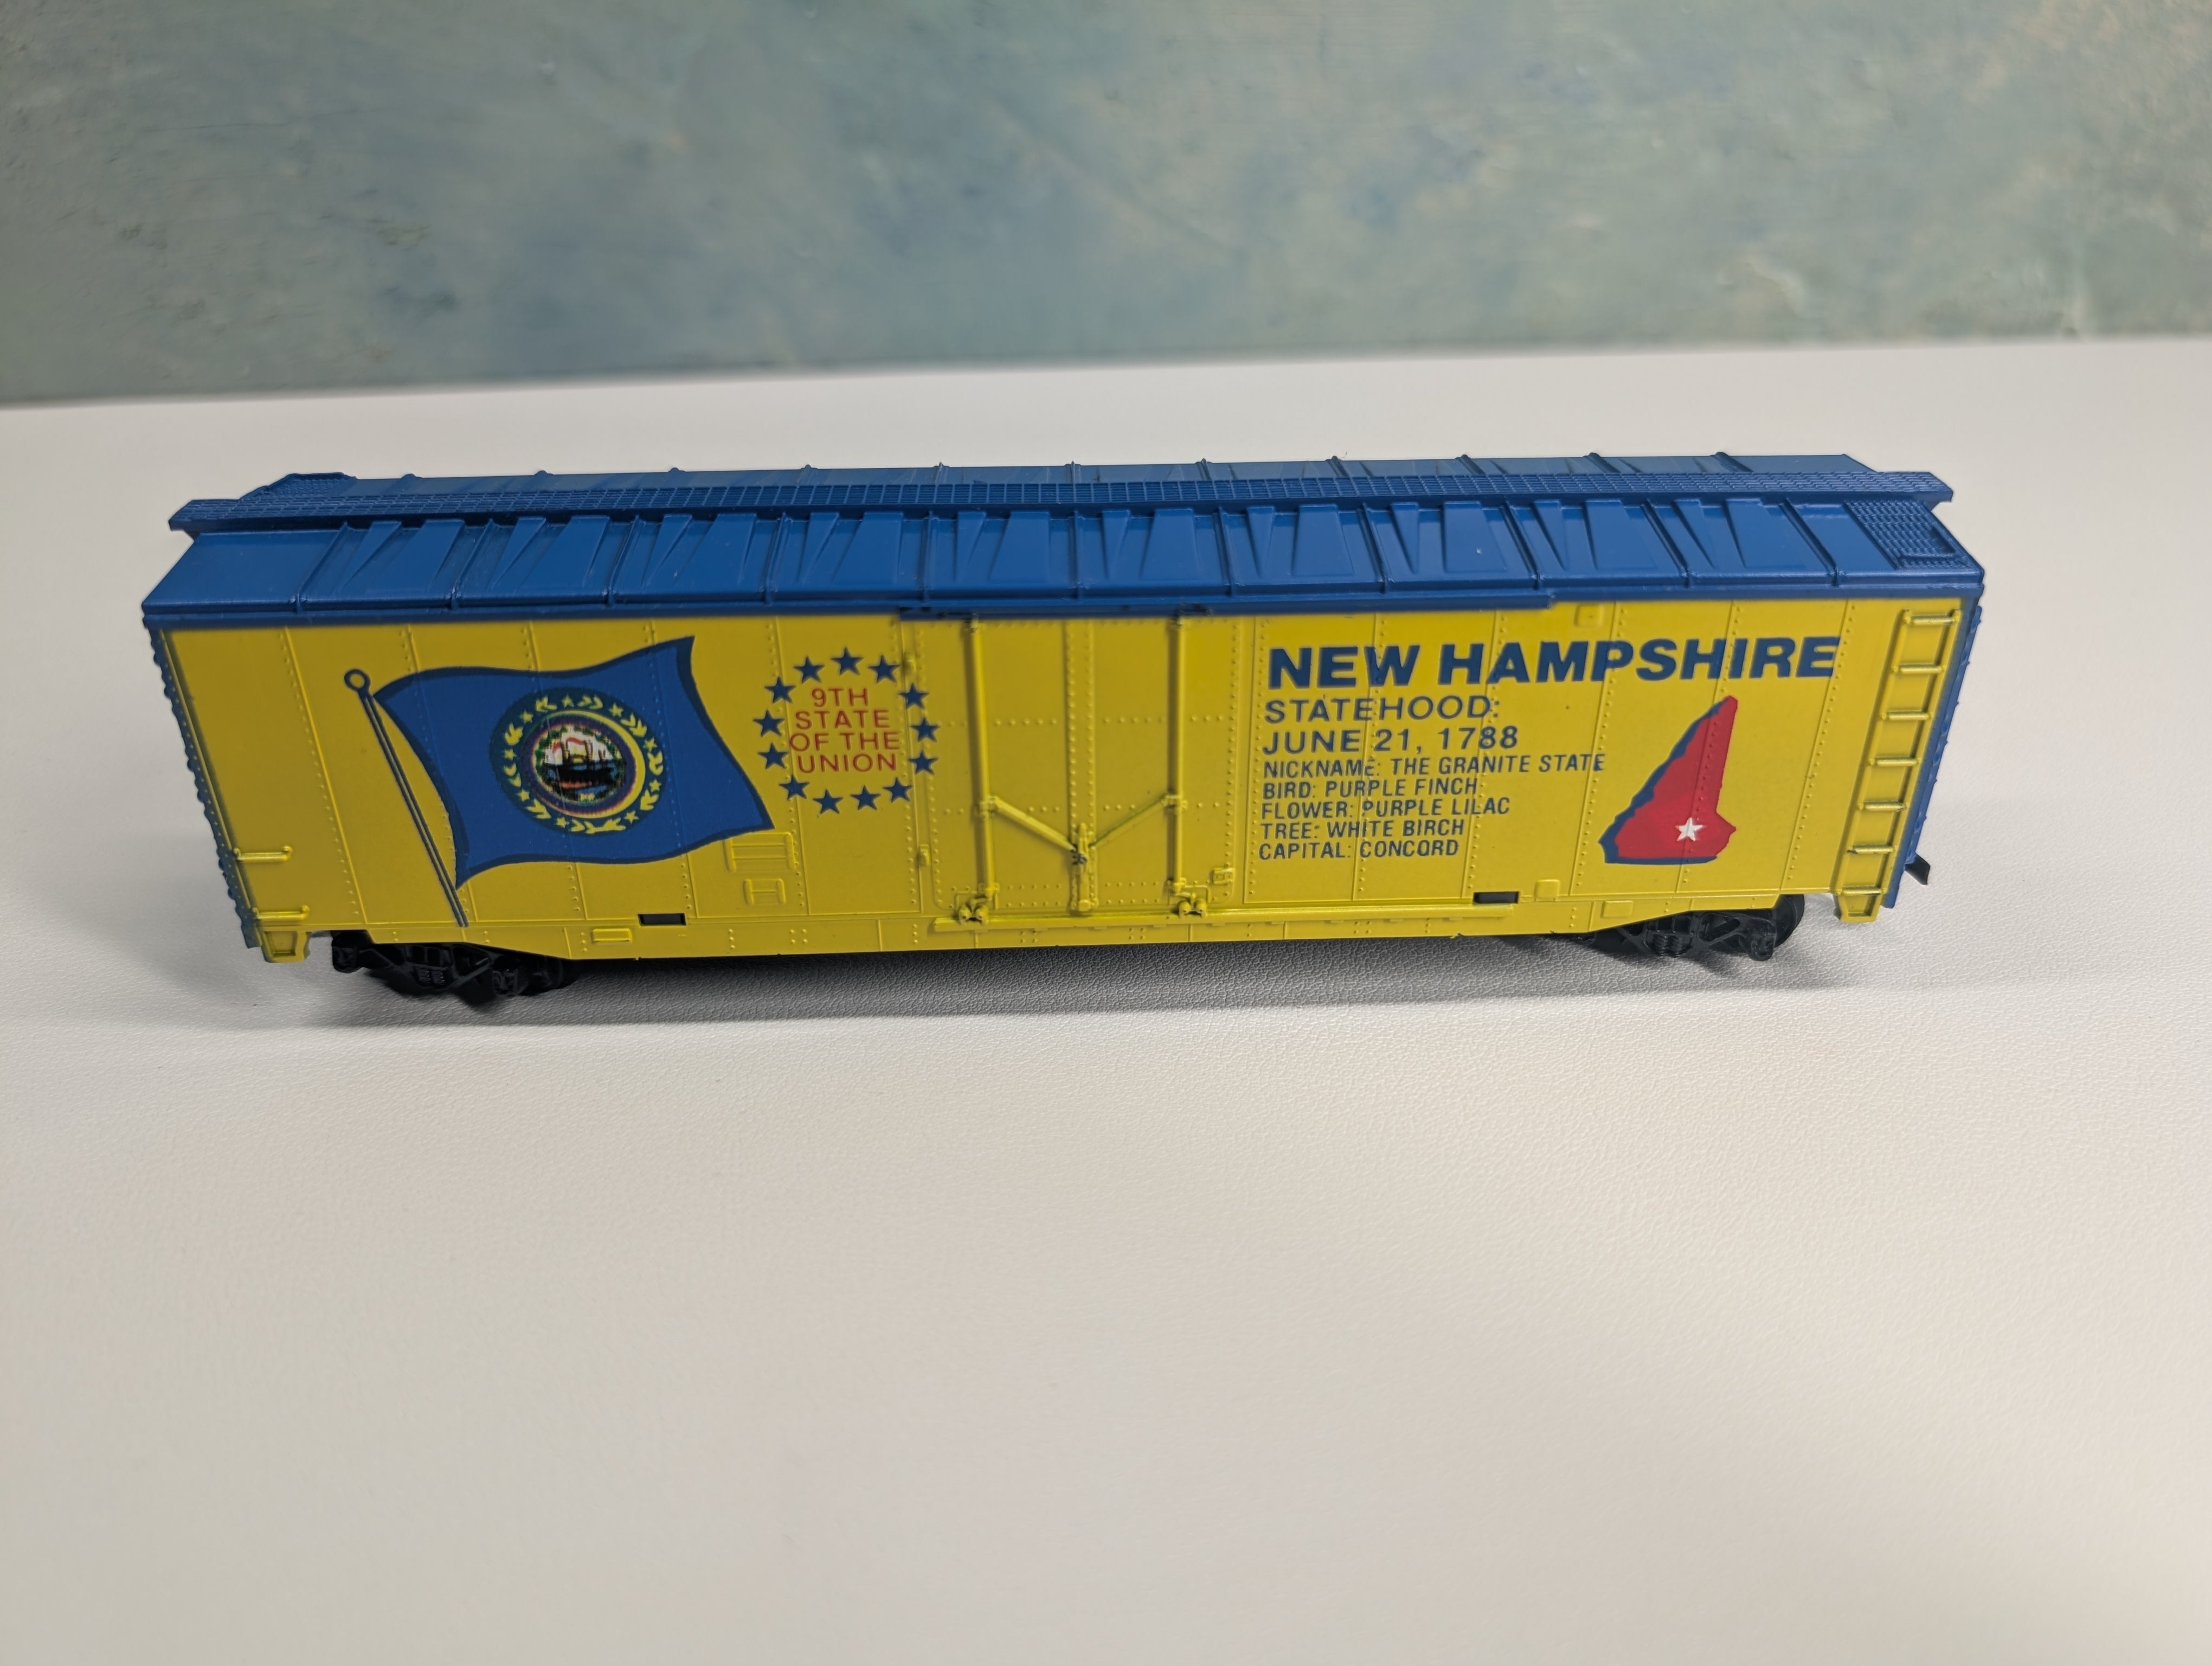 9TH
STATE
OF THE
UNION
NEW HAMPSHIRE
STATEHOOD:
JUNE 21, 1788
NICKNAME: THE GRANITE STATE
BIRD: PURPLE FINCH
FLOWER: PURPLE LILAC
TREE: WHITE BIRCH
CAPITAL: CONCORD